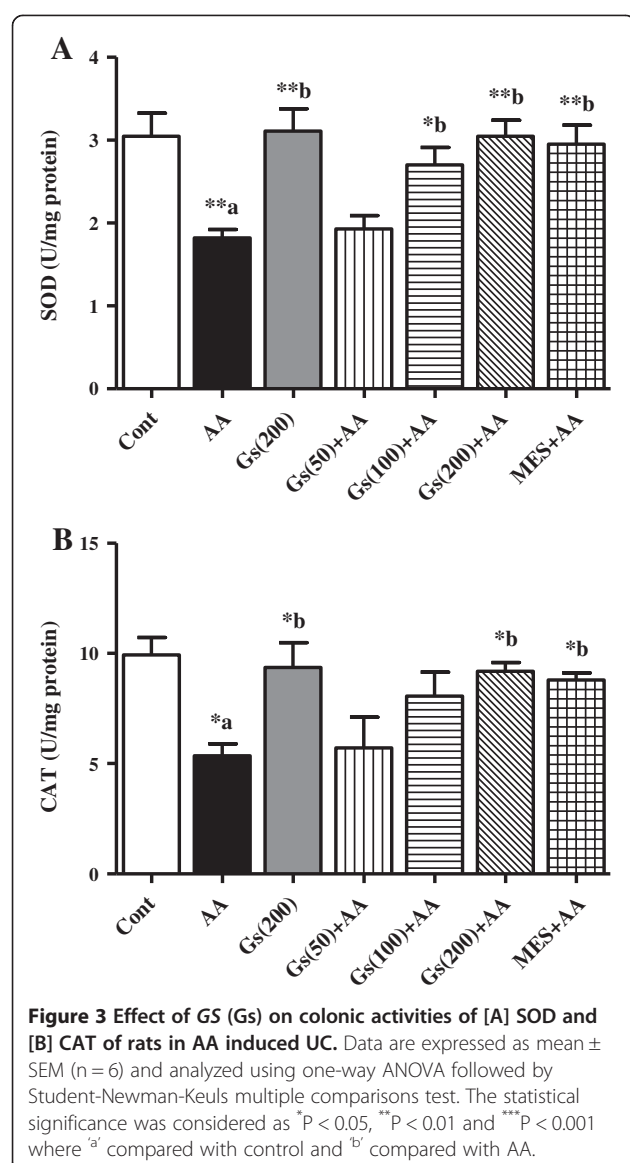 A
4
3
2
1
0
SOD (U/mg protein)
**a
**b
*b
**b
**b
Cont
AA
Gs(200)
Gs(50)+AA
Gs(100)+AA
Gs(200)+AA
MES+AA
B
15
10
5
0
CAT (U/mg protein)
*a
*b
*b
*b
Cont
AA
Gs(200)
Gs(50)+AA
Gs(100)+AA
Gs(200)+AA
MES+AA
Figure 3 Effect of GS (Gs) on colonic activities of [A] SOD and
[B] CAT of rats in AA induced UC. Data are expressed as mean ±
SEM (n = 6) and analyzed using one-way ANOVA followed by
Student-Newman-Keuls multiple comparisons test. The statistical
significance was considered as *P < 0.05, **P < 0.01 and ***P < 0.001
where 'a' compared with control and 'b' compared with AA.